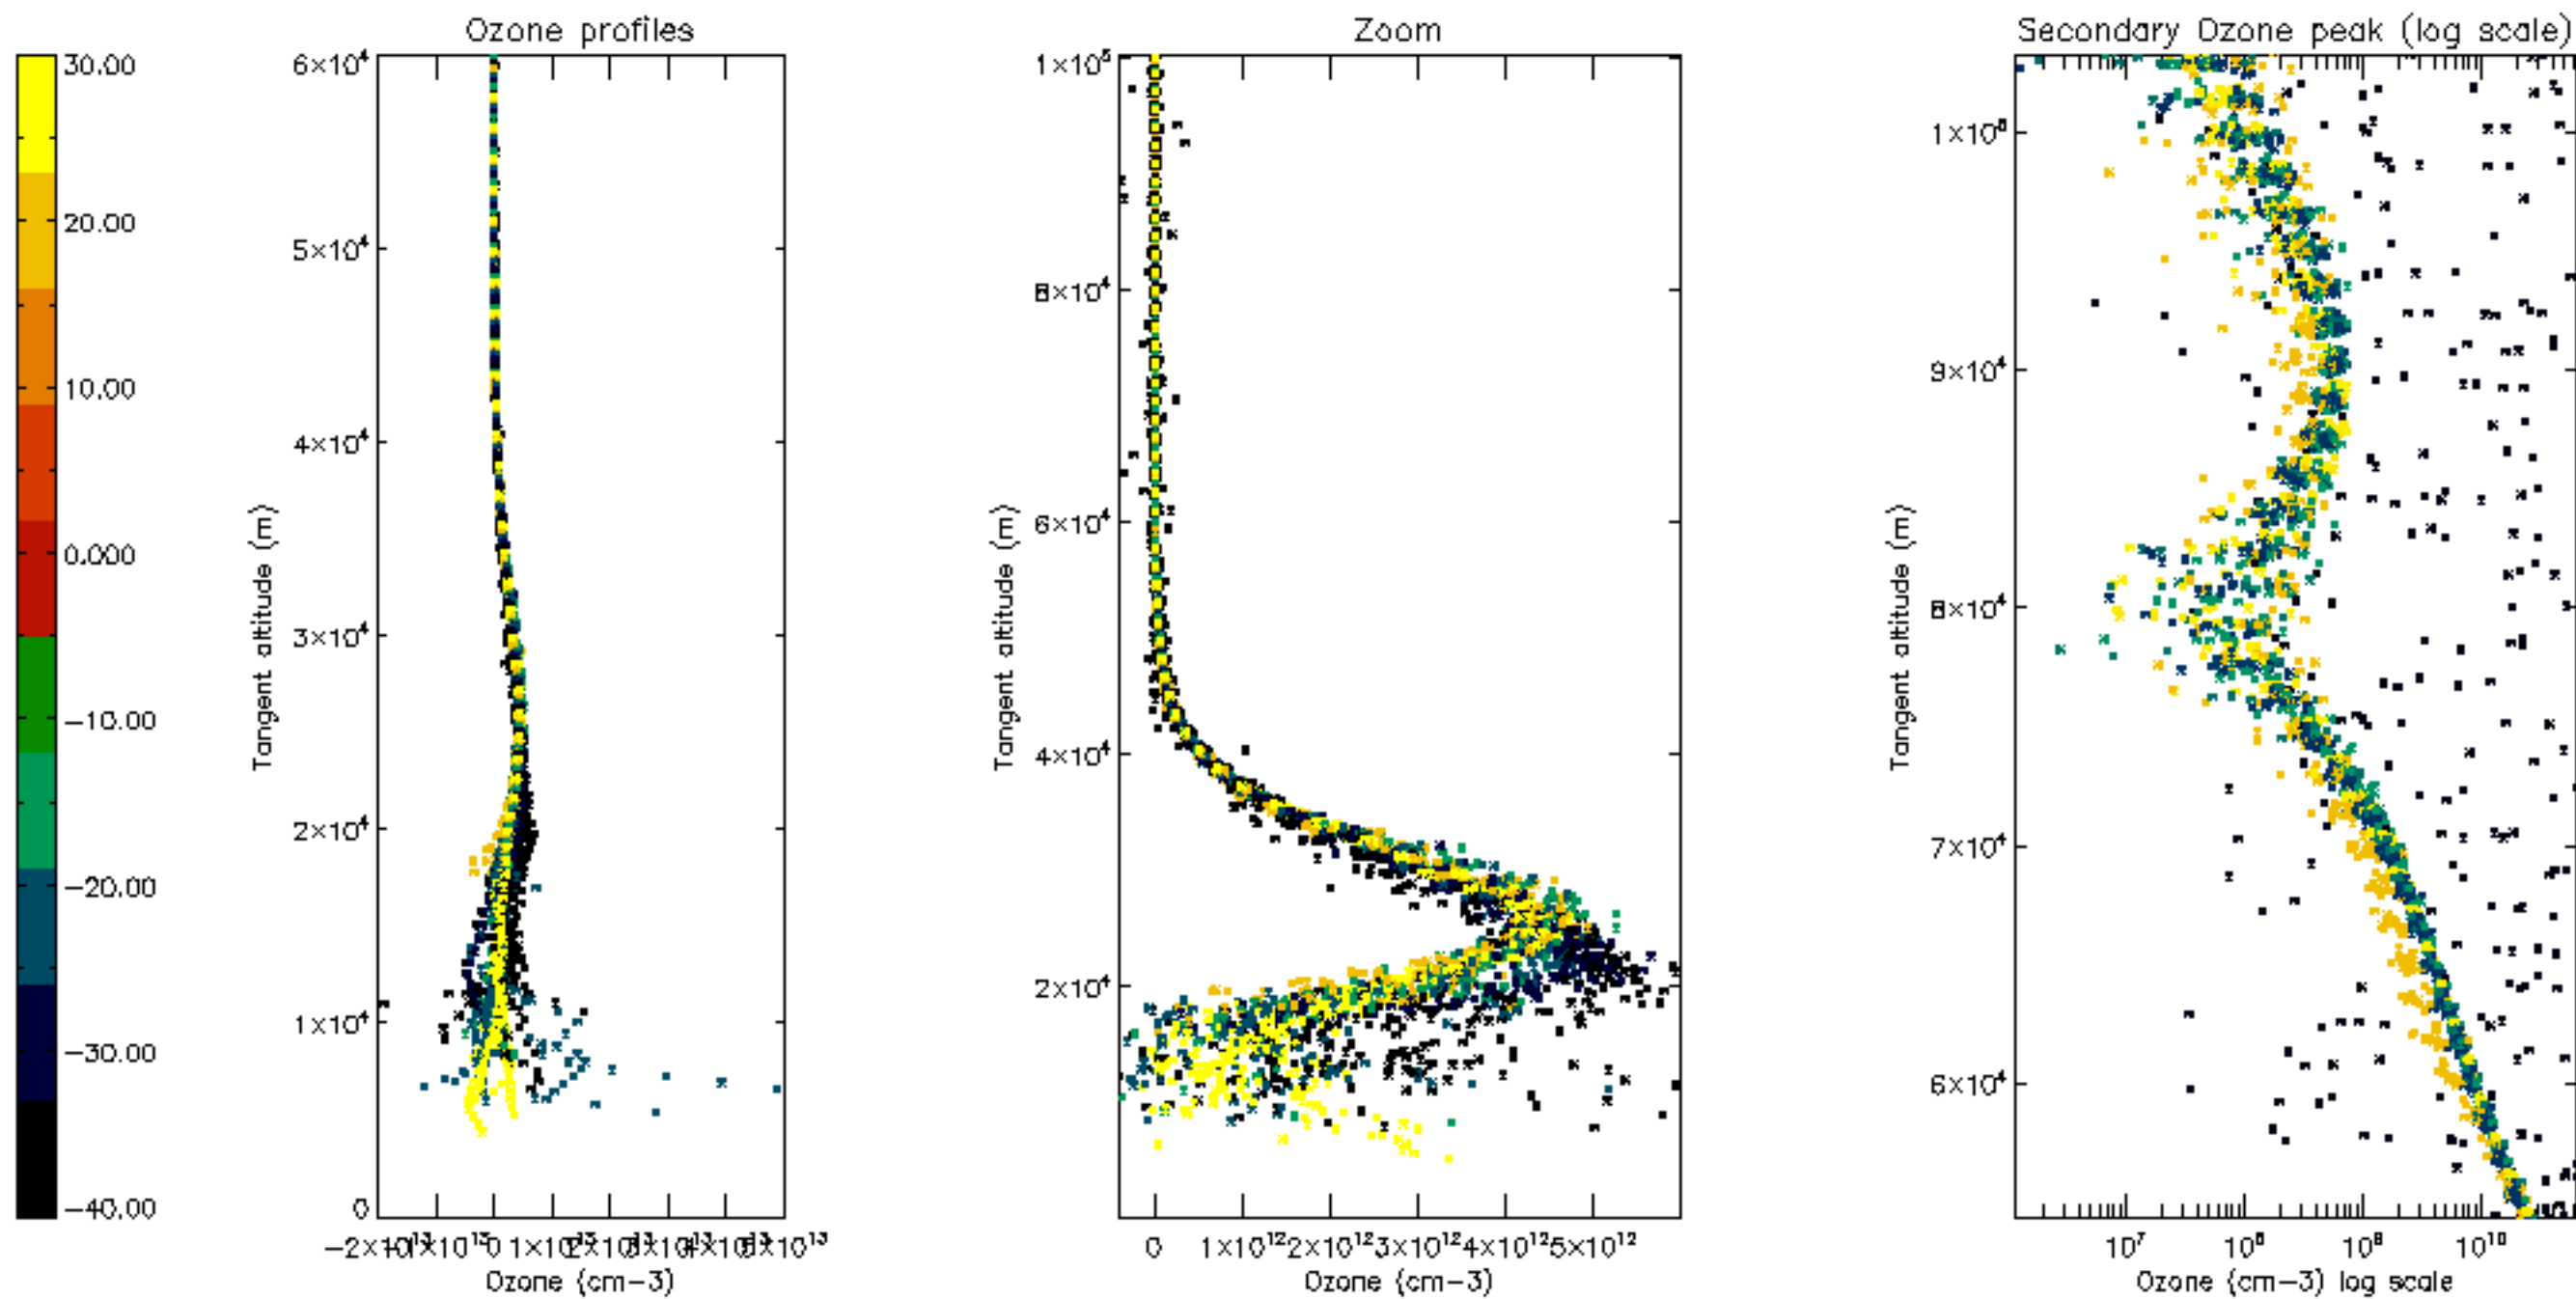 Ozone profiles
Zoom
Secondary Ozone peak (log scale)
30.00
20.00
10.00
0.000
−10.00
−20.00
−30.00
−40.00
6×10⁴
5×10⁴
4×10⁴
3×10⁴
2×10⁴
1×10⁴
0
Tangent altitude (m)
0
Ozone (cm−3)
1×10⁵
8×10⁴
6×10⁴
4×10⁴
2×10⁴
Tangent altitude (m)
0 1×10¹² 2×10¹² 3×10¹² 4×10¹² 5×10¹²
Ozone (cm−3)
9×10⁴
8×10⁴
7×10⁴
6×10⁴
Tangent altitude (m)
10⁷ 10⁸ 10⁹ 10¹⁰
Ozone (cm−3) log scale